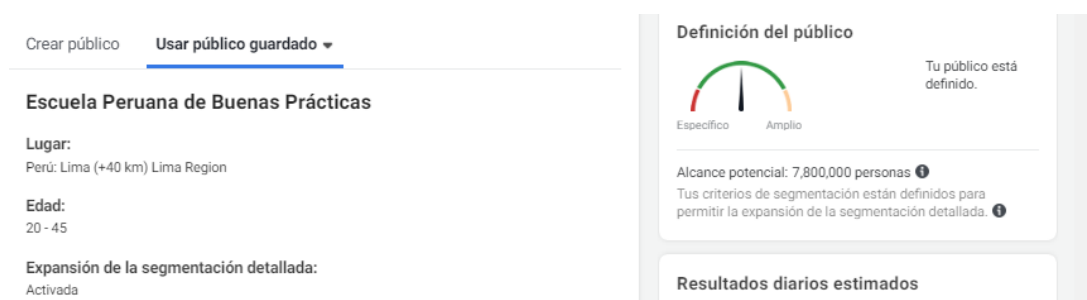 Crear público Usar público guardado
Escuela Peruana de Buenas Prácticas
Lugar:
Perú: Lima (+40 km) Lima Region
Edad:
20 - 45
Expansión de la segmentación detallada:
Activada
Definición del público
Tu público está
definido.
Específico Amplio
Alcance potencial: 7,800,000 personas
Tus criterios de segmentación están definidos para
permitir la expansión de la segmentación detallada.
Resultados diarios estimados